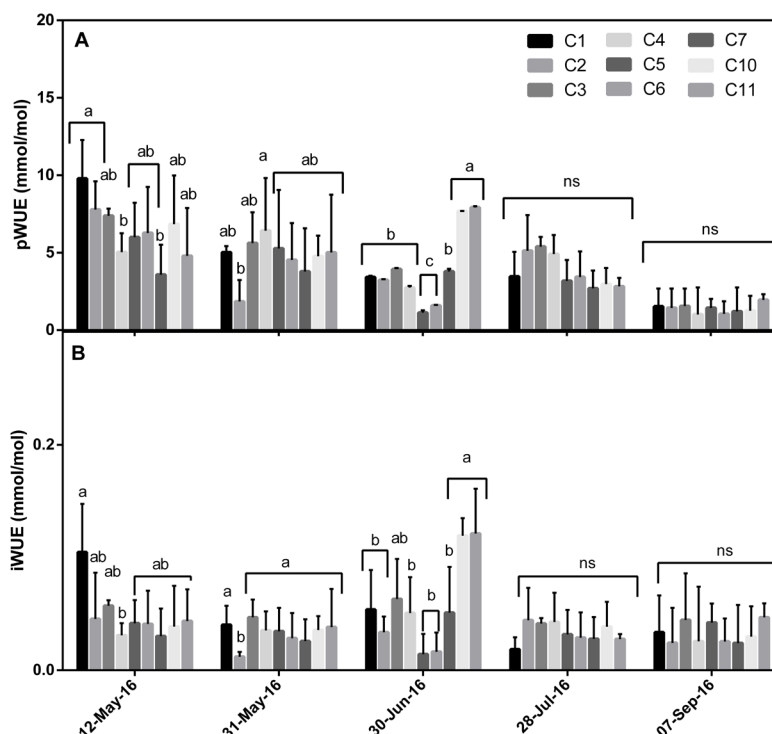 20
A
C1 C4 C7
C2 C5 C10
C3 C6 C11
15
a
ab ab
a ab
ab
a
10
pWUE (mmol/mol)
ab b b ab
ab ab
b
b c b
ns
ns
5
0
B
0.2
iWUE (mmol/mol)
a
ab ab b ab
a b a
b ab b b b a
ns
ns
0.0
12-May-16 31-May-16 30-Jun-16 28-Jul-16 07-Sep-16